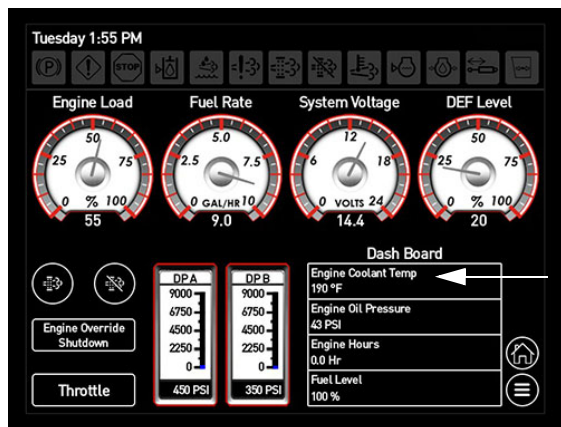 Tuesday 1:55 PM
(P) STOP
Engine Load Fuel Rate System Voltage DEF Level
50 5.0 12 50
25 75 2.5 7.5 6 18 25 75
0 % 100 0 GAL/HR 10 0 VOLTS 24 0 % 100
55 9.0 14.4 20
Dash Board
Engine Coolant Temp
190 °F
Engine Oil Pressure
43 PSI
Engine Hours
0.0 Hr
Fuel Level
100 %
DP A DP B
9000 9000
6750 6750
4500 4500
2250 2250
0 0
450 PSI 350 PSI
Engine Override
Shutdown
Throttle